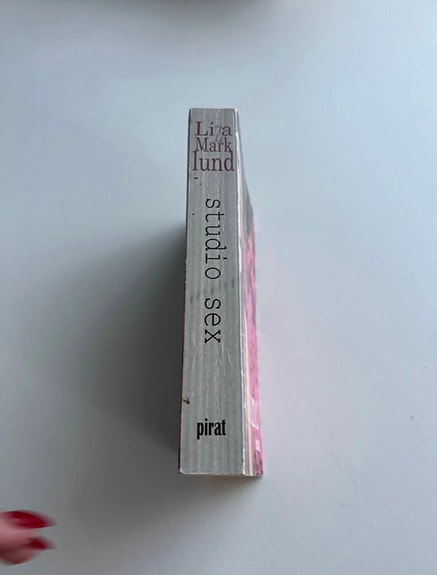 Liza
Mark
lund
studio sex
pirat